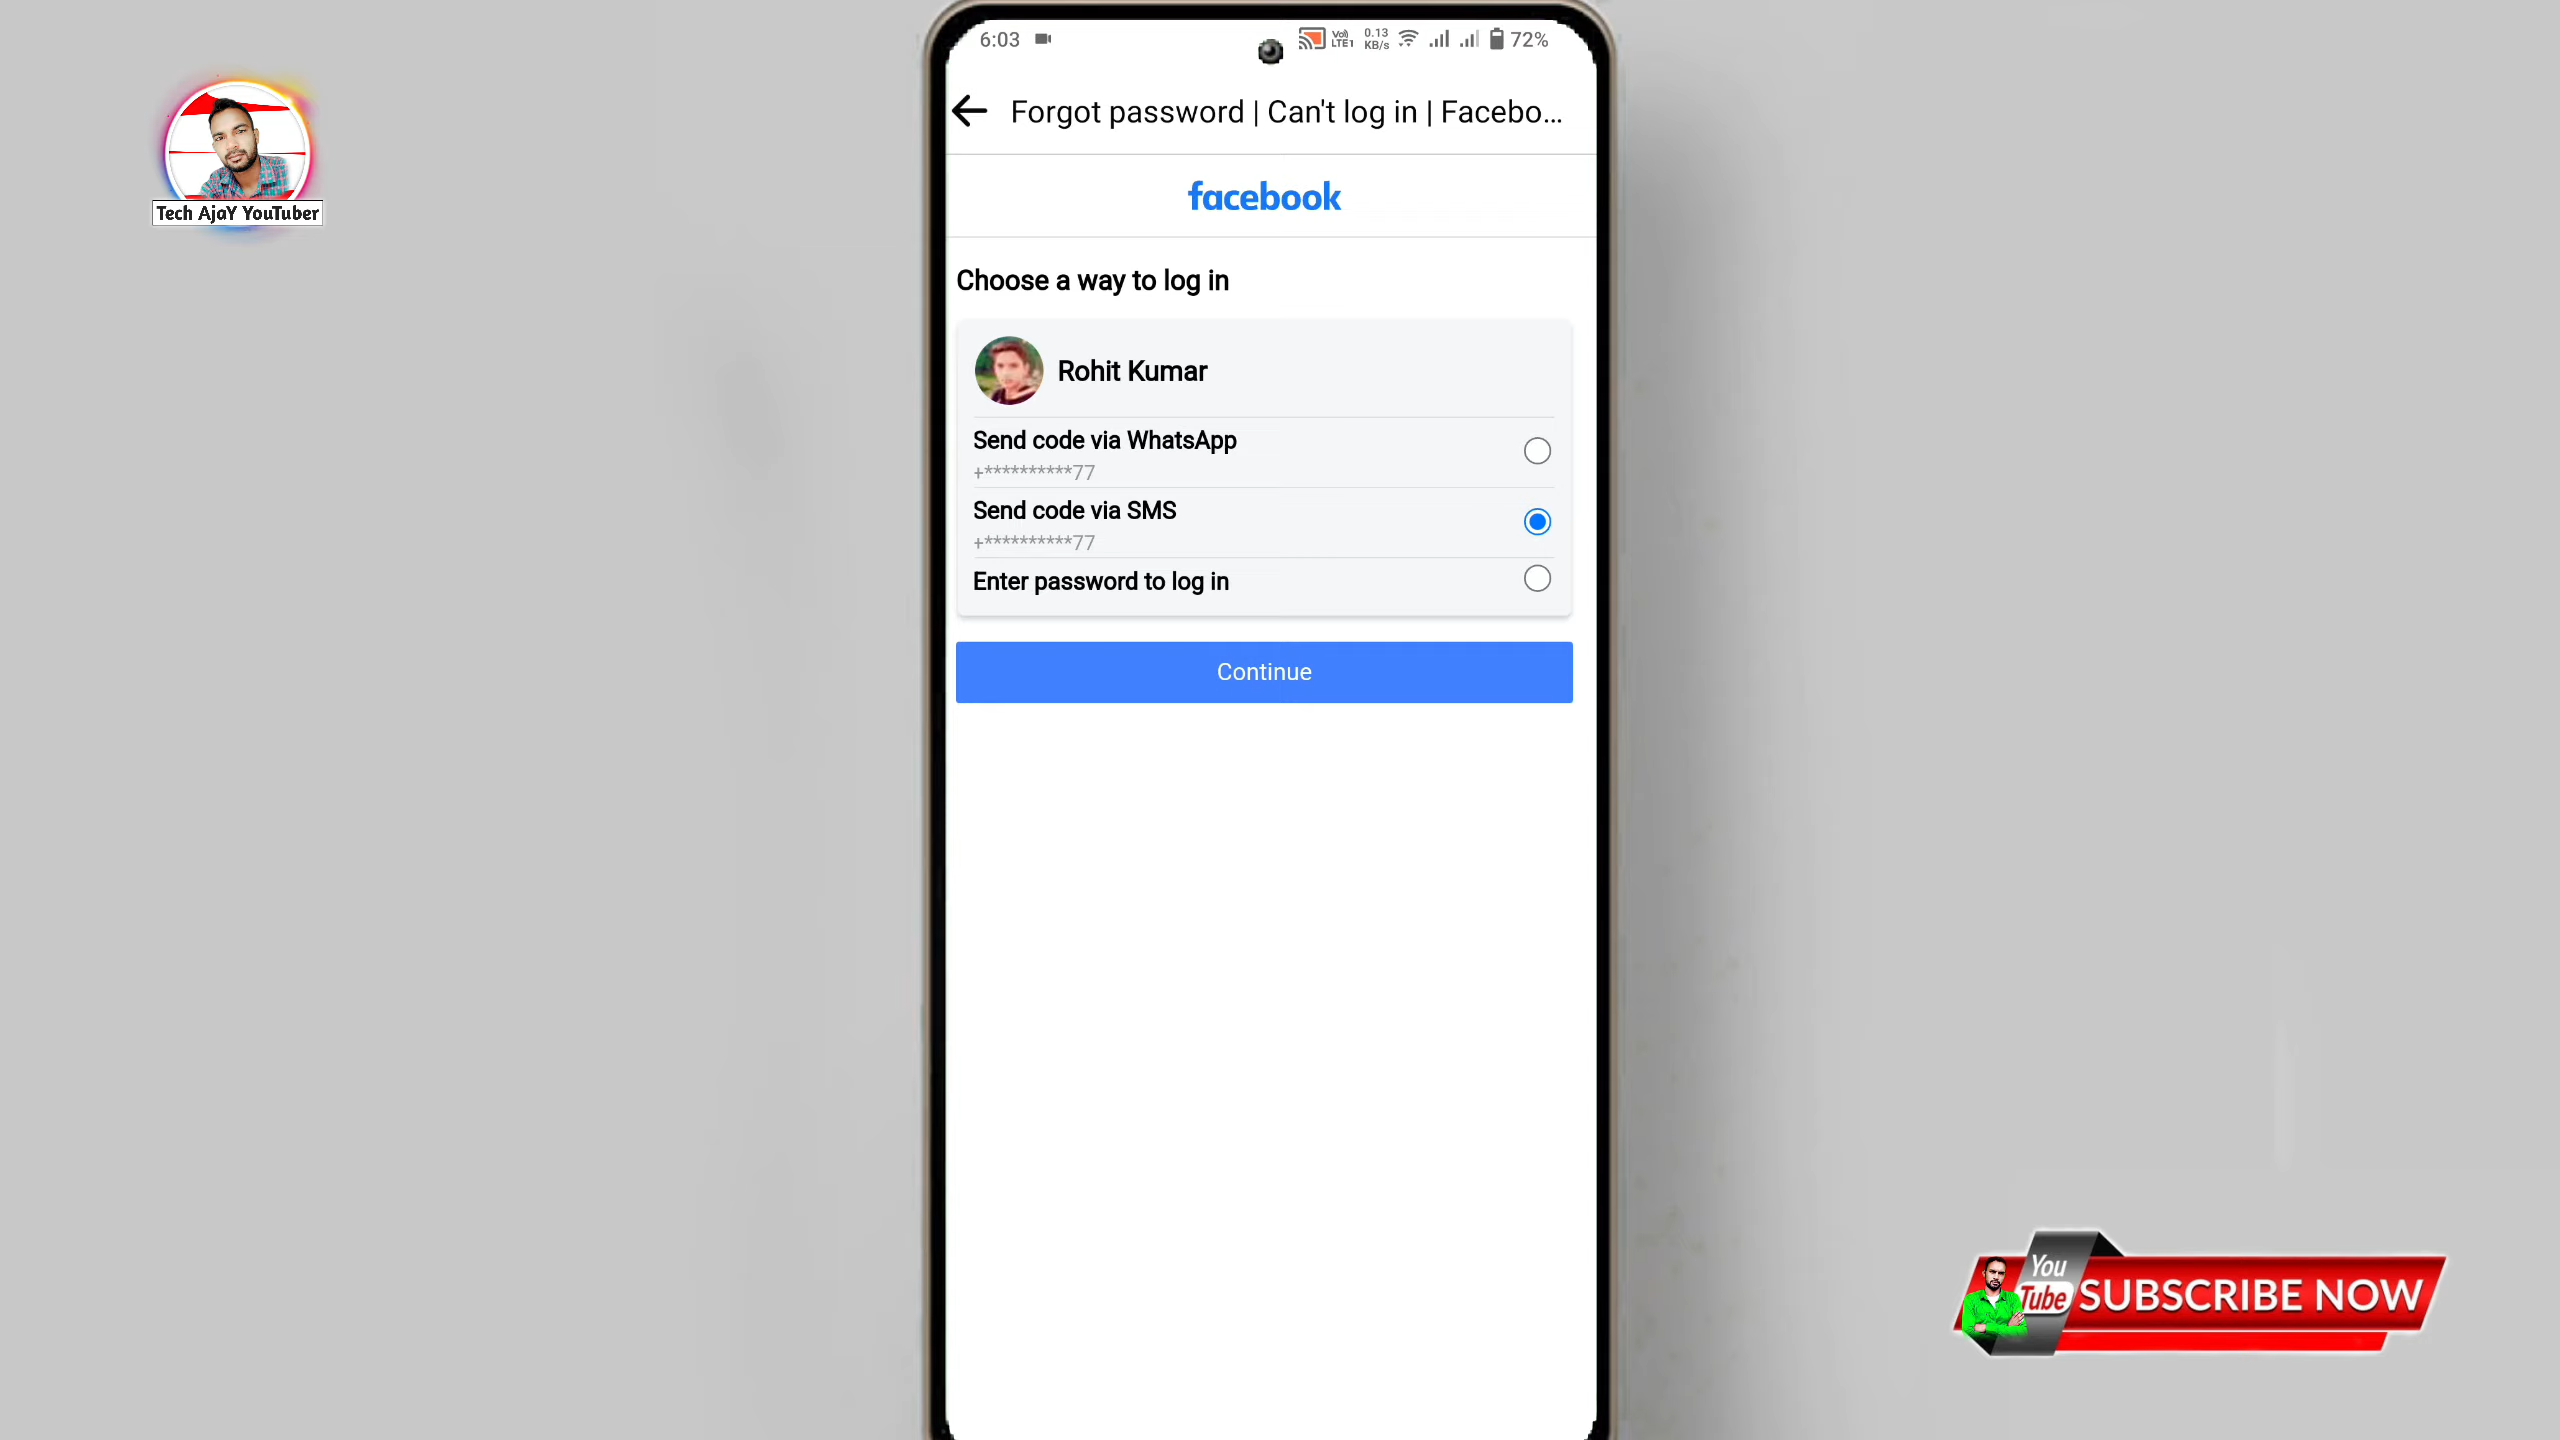 6:03
Vo)
LTE1
0.13
KB/s
72%
Forgot password | Can't log in | Facebo...
facebook
Choose a way to log in
Rohit Kumar
Send code via WhatsApp
+**********77
Send code via SMS
+**********77
Enter password to log in
Continue
Tech AjaY YouTuber
You
Tube
SUBSCRIBE NOW